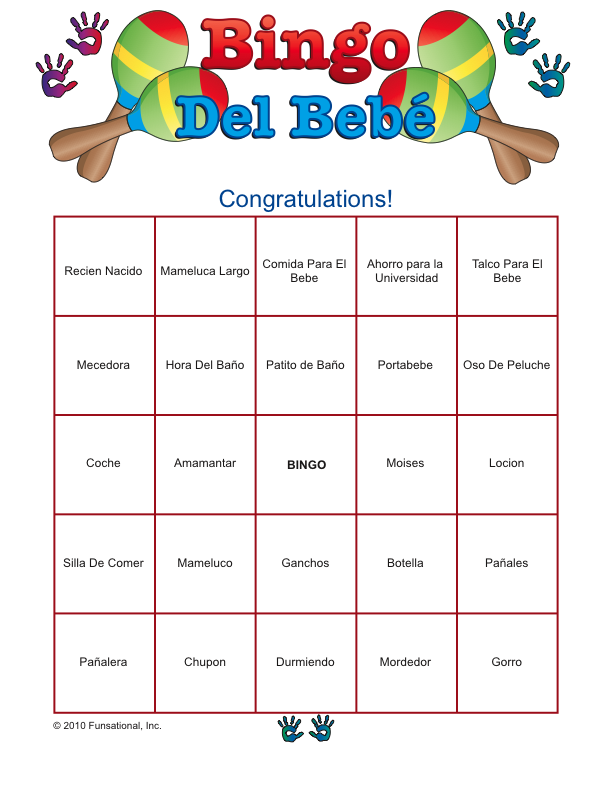 Bingo
Del Bebé
Congratulations!
Recien Nacido
Mameluca Largo
Comida Para El
Bebe
Ahorro para la
Universidad
Talco Para El
Bebe
Mecedora
Hora Del Baño
Patito de Baño
Portabebe
Oso De Peluche
Coche
Amamantar
BINGO
Moises
Locion
Silla De Comer
Mameluco
Ganchos
Botella
Pañales
Pañalera
Chupon
Durmiendo
Mordedor
Gorro
© 2010 Funsational, Inc.